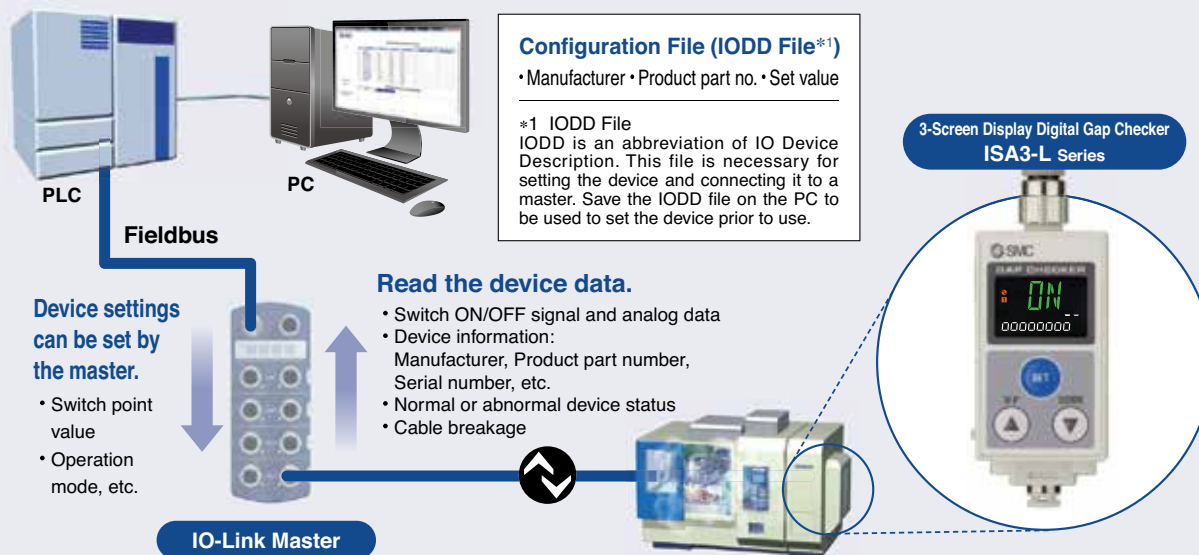 Configuration File (IODD File*1)
• Manufacturer • Product part no. • Set value
*1 IODD File
IODD is an abbreviation of IO Device
Description. This file is necessary for
setting the device and connecting it to a
master. Save the IODD file on the PC to
be used to set the device prior to use.
PLC
PC
Fieldbus
Device settings
can be set by
the master.
• Switch point
value
• Operation
mode, etc.
Read the device data.
• Switch ON/OFF signal and analog data
• Device information:
Manufacturer, Product part number,
Serial number, etc.
• Normal or abnormal device status
• Cable breakage
IO-Link Master
3-Screen Display Digital Gap Checker
ISA3-L Series
SMC
GAP CHECKER
ON
--
00000000
SET
UP
DOWN